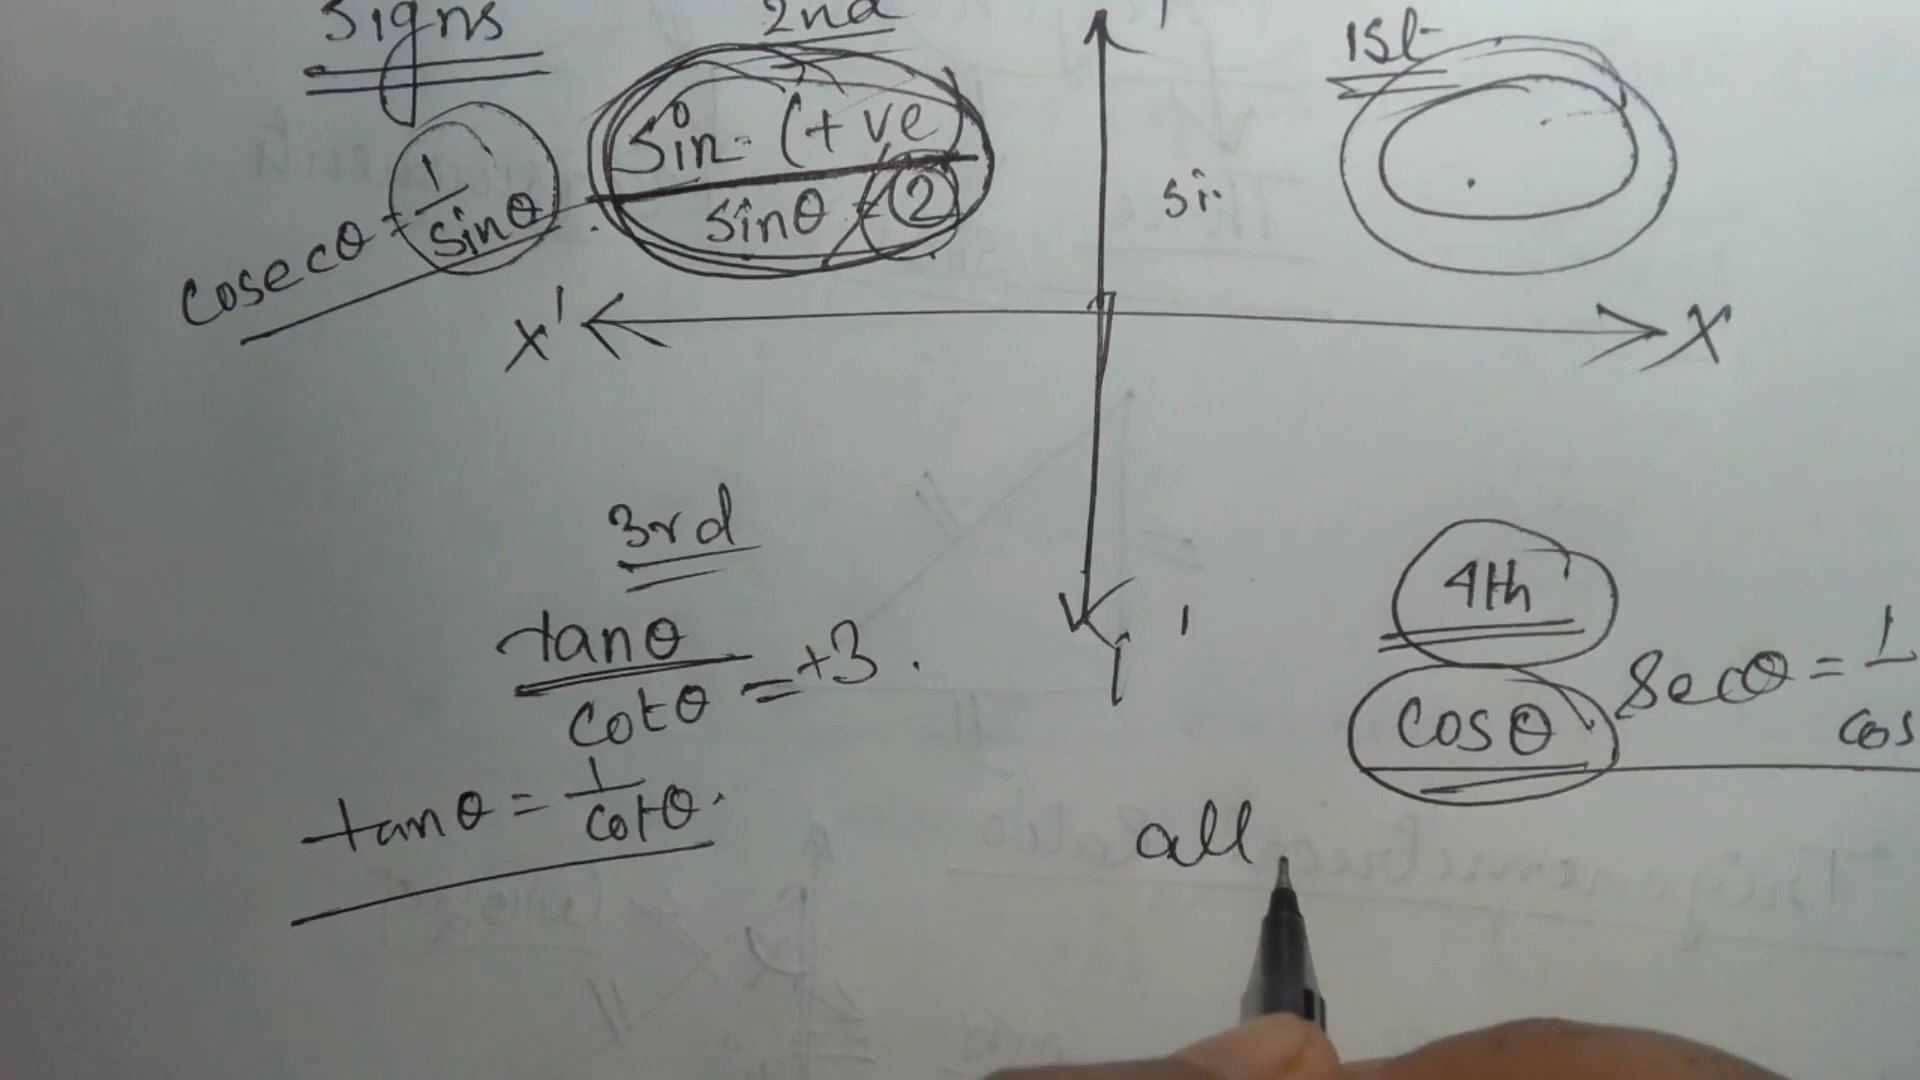 Signs
2nd
1st
Sin - (+ve)
cosecθ = 1/sinθ
sinθ = 2
si
X'
X
3rd
tanθ
cotθ = +3
tanθ = 1/cotθ
4th
cosθ
Secθ = 1/cos
all